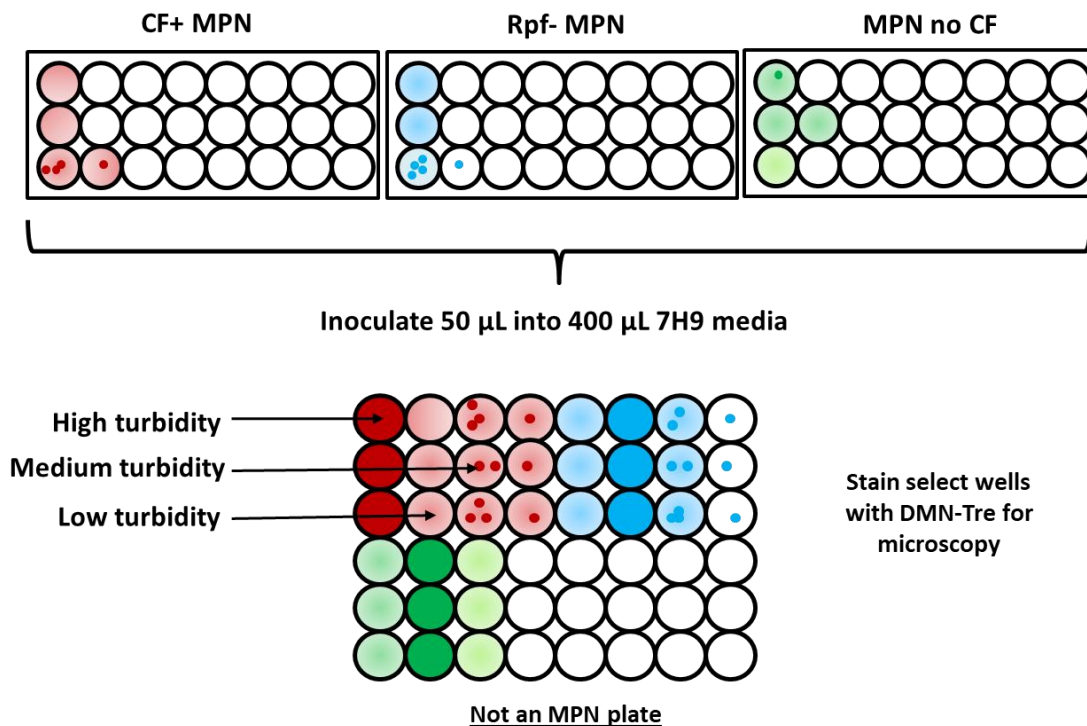 CF+ MPN
Rpf- MPN
MPN no CF
Inoculate 50 µL into 400 µL 7H9 media
High turbidity
Medium turbidity
Low turbidity
Stain select wells
with DMN-Tre for
microscopy
Not an MPN plate